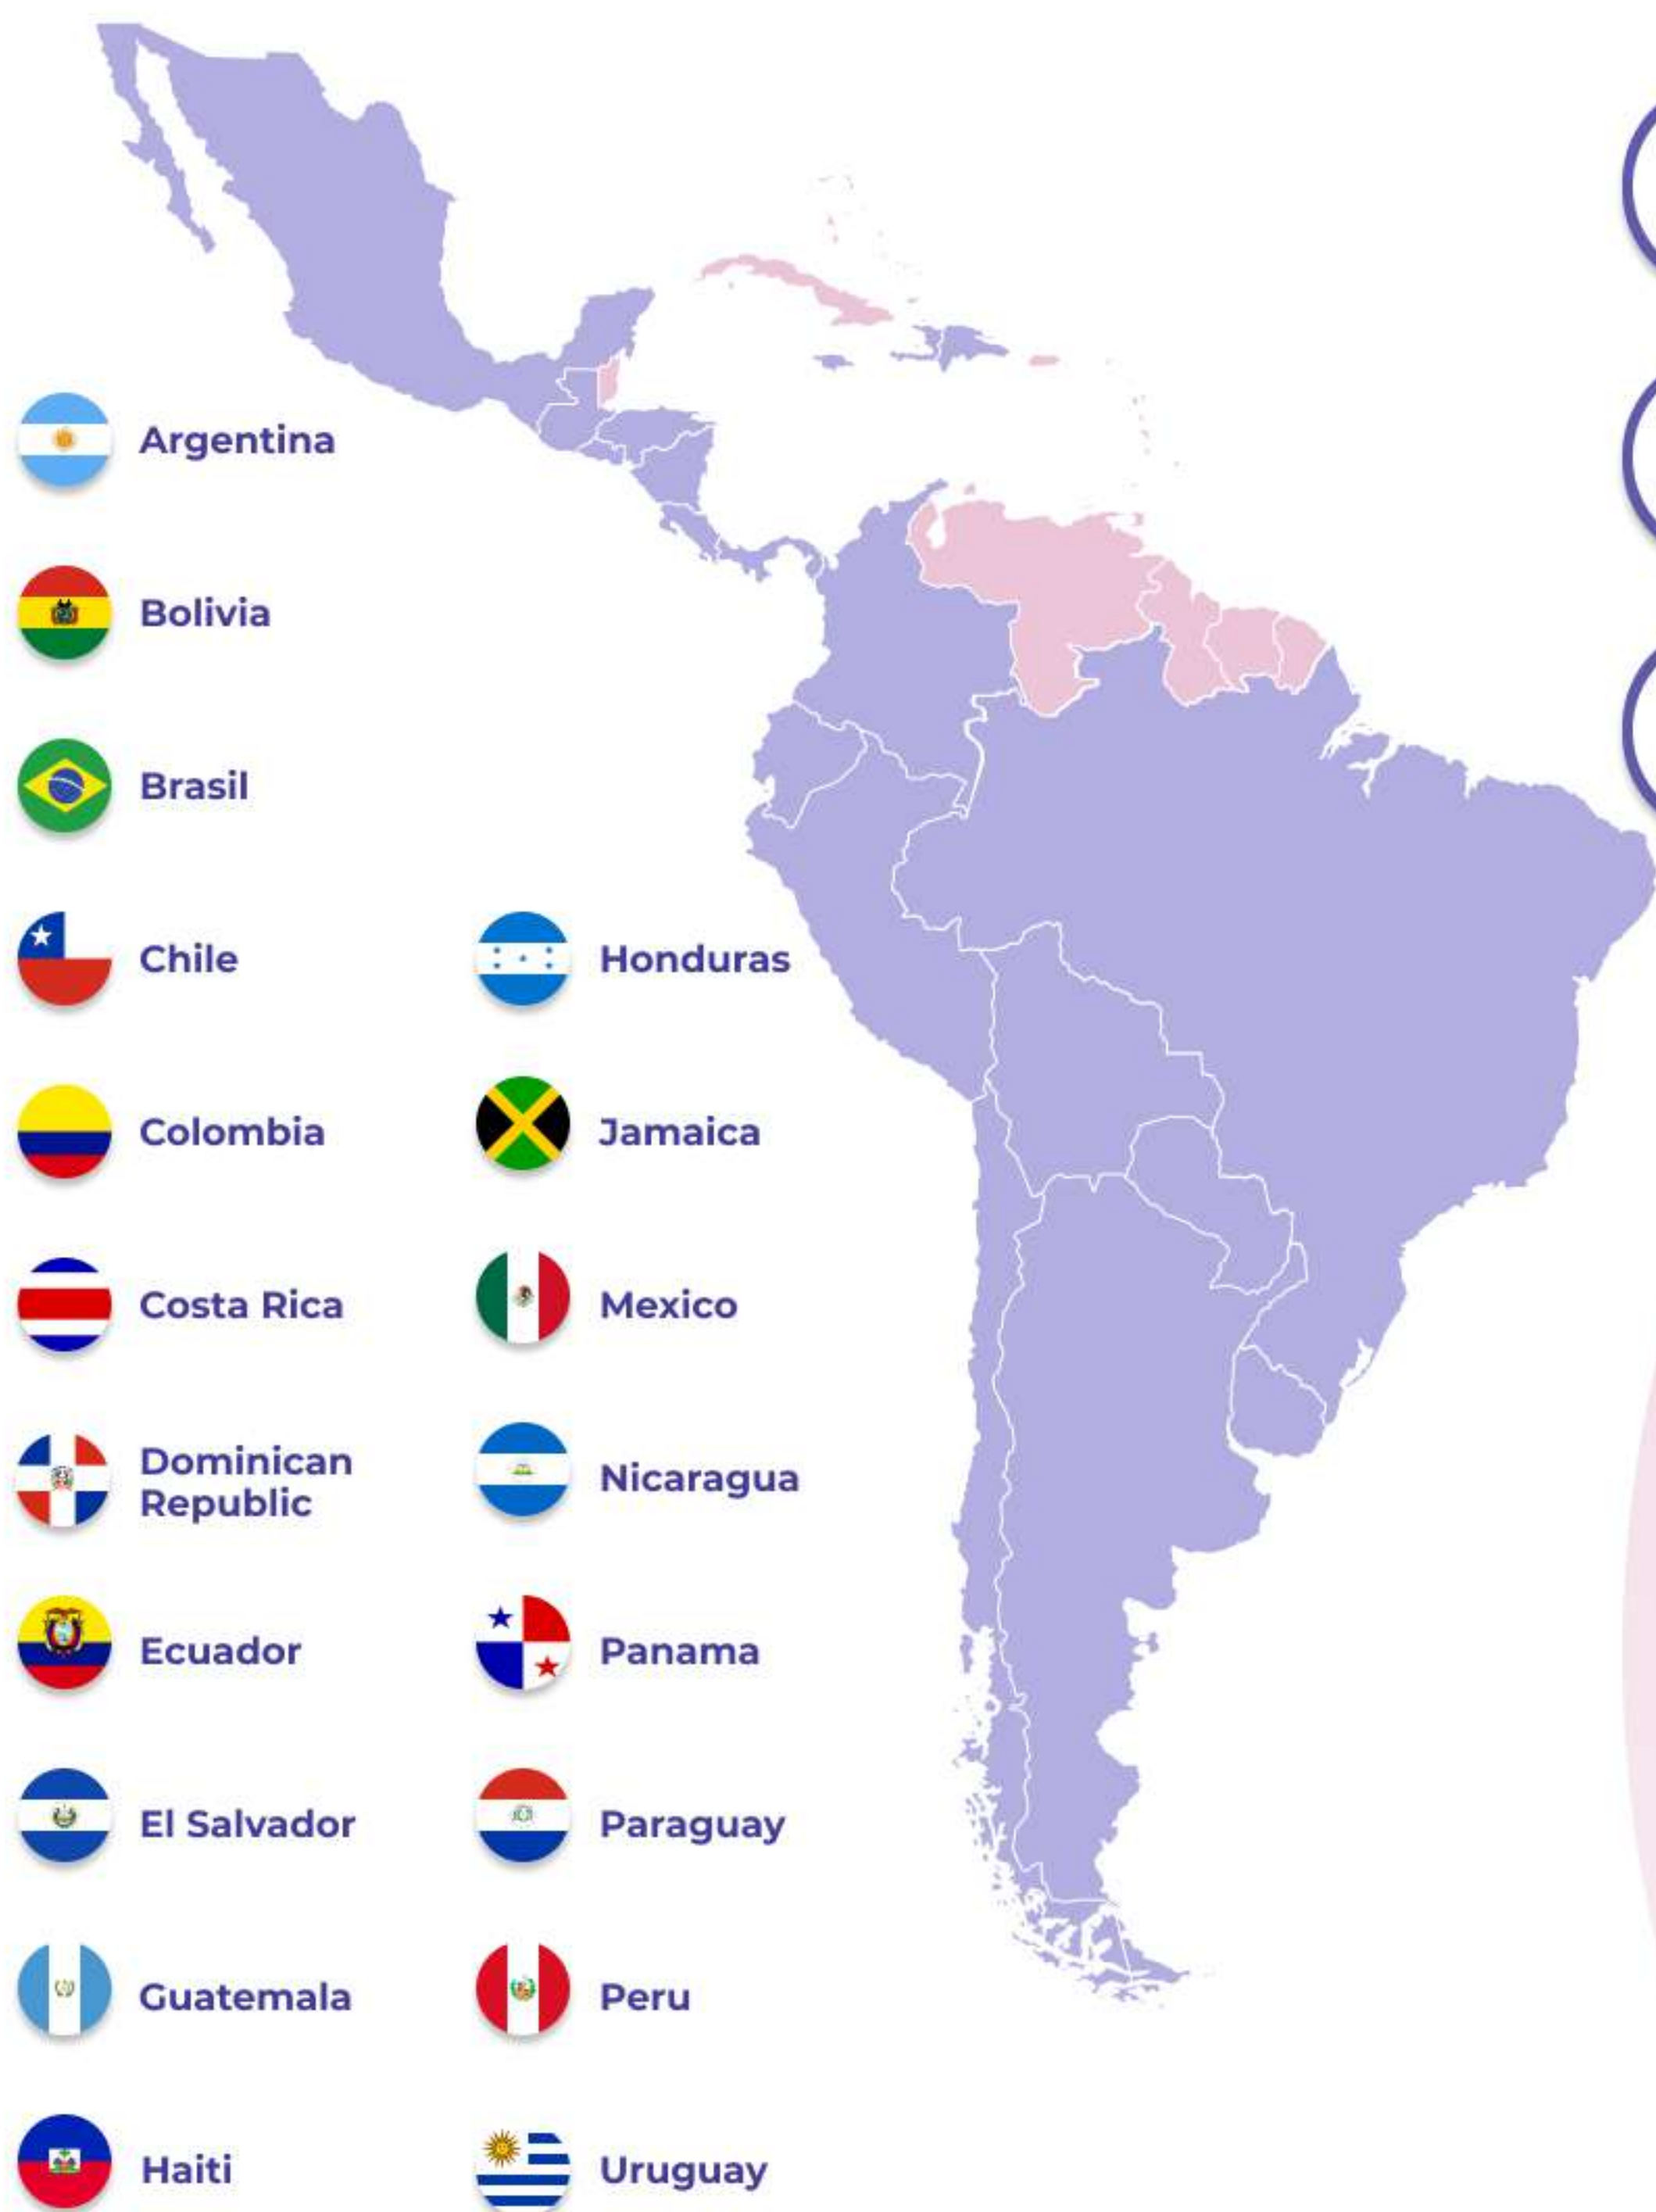 Argentina
Bolivia
Brasil
Chile
Colombia
Costa Rica
Dominican
Republic
Ecuador
El Salvador
Guatemala
Haiti
Honduras
Jamaica
Mexico
Nicaragua
Panama
Paraguay
Peru
Uruguay